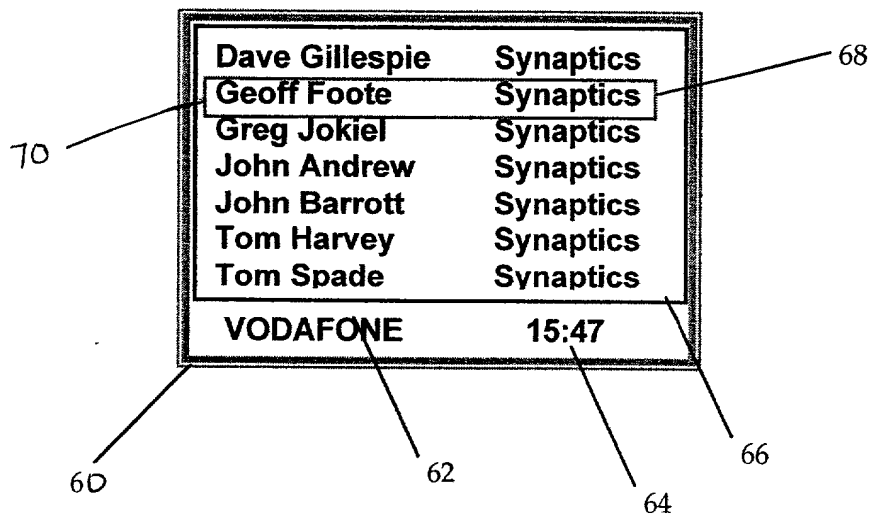 Dave Gillespie Synaptics
68
Geoff Foote Synaptics
70
Greg Jokiel Synaptics
John Andrew Synaptics
John Barrott Synaptics
Tom Harvey Synaptics
Tom Spade Synaptics
VODAFONE 15:47
66
60
62
64